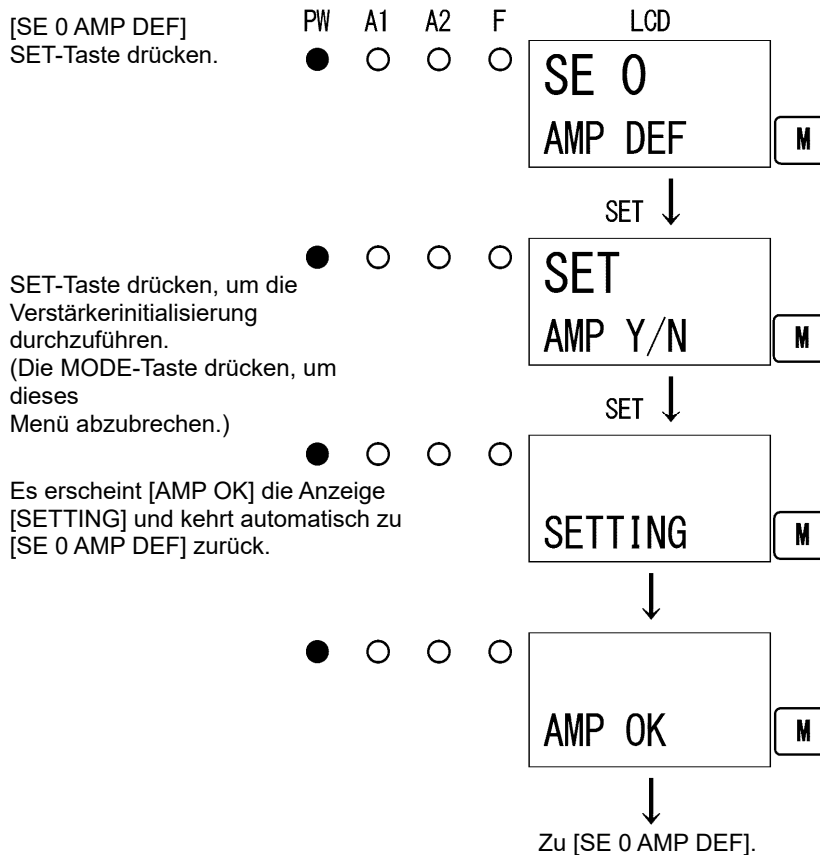 [SE 0 AMP DEF]
SET-Taste drücken.
PW A1 A2 F LCD
SE 0
AMP DEF
M
SET
SET-Taste drücken, um die
Verstärkerinitialisierung
durchzuführen.
(Die MODE-Taste drücken, um
dieses
Menü abzubrechen.)
SET
AMP Y/N
M
SET
Es erscheint [AMP OK] die Anzeige
[SETTING] und kehrt automatisch zu
[SE 0 AMP DEF] zurück.
SETTING
M
AMP OK
M
Zu [SE 0 AMP DEF].